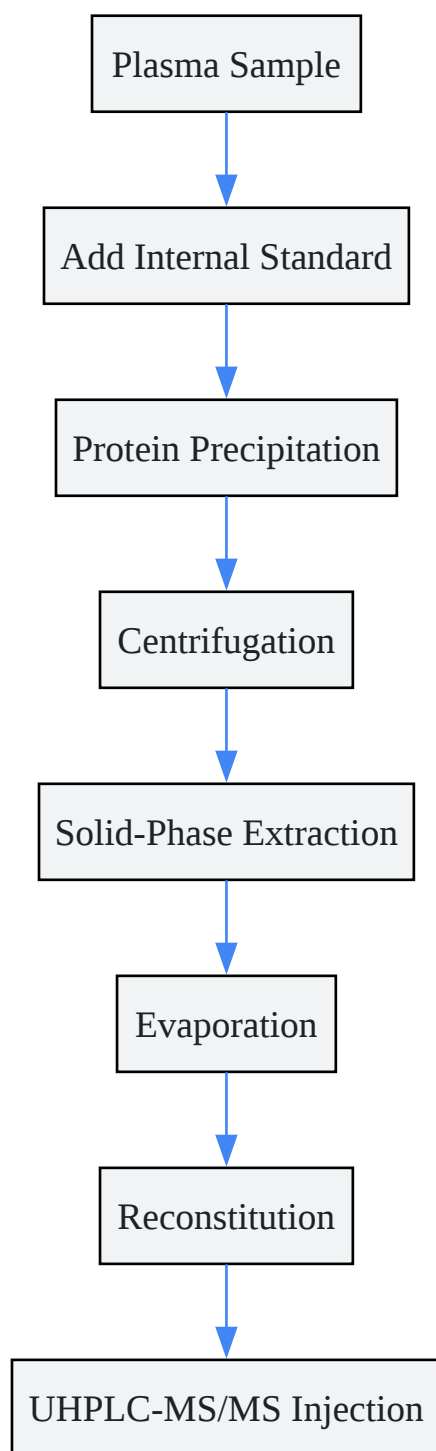 Plasma Sample
Add Internal Standard
Protein Precipitation
Centrifugation
Solid-Phase Extraction
Evaporation
Reconstitution
UHPLC-MS/MS Injection